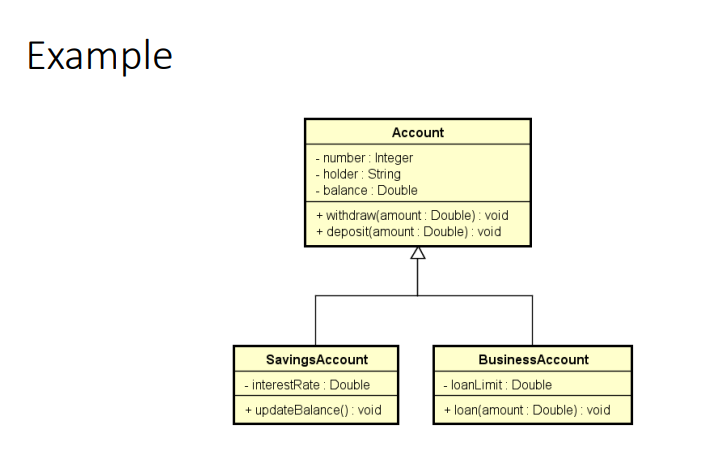 Example
Account
- number : Integer
- holder : String
- balance : Double
+ withdraw(amount : Double) : void
+ deposit(amount : Double) : void
SavingsAccount
- interestRate : Double
+ updateBalance() : void
BusinessAccount
- loanLimit : Double
+ loan(amount : Double) : void